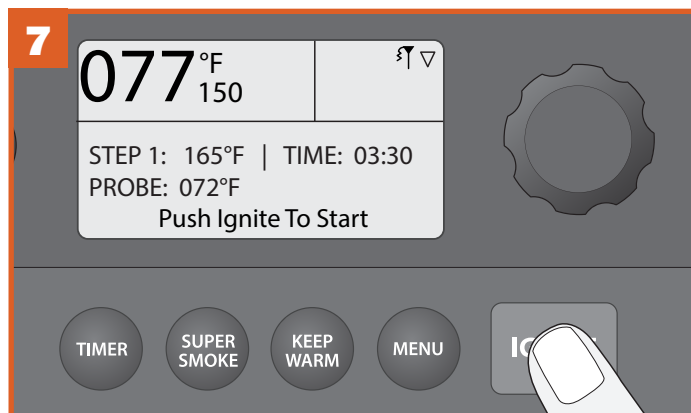 7
077°F
150
STEP 1: 165°F | TIME: 03:30
PROBE: 072°F
Push Ignite To Start
TIMER
SUPER
SMOKE
KEEP
WARM
MENU